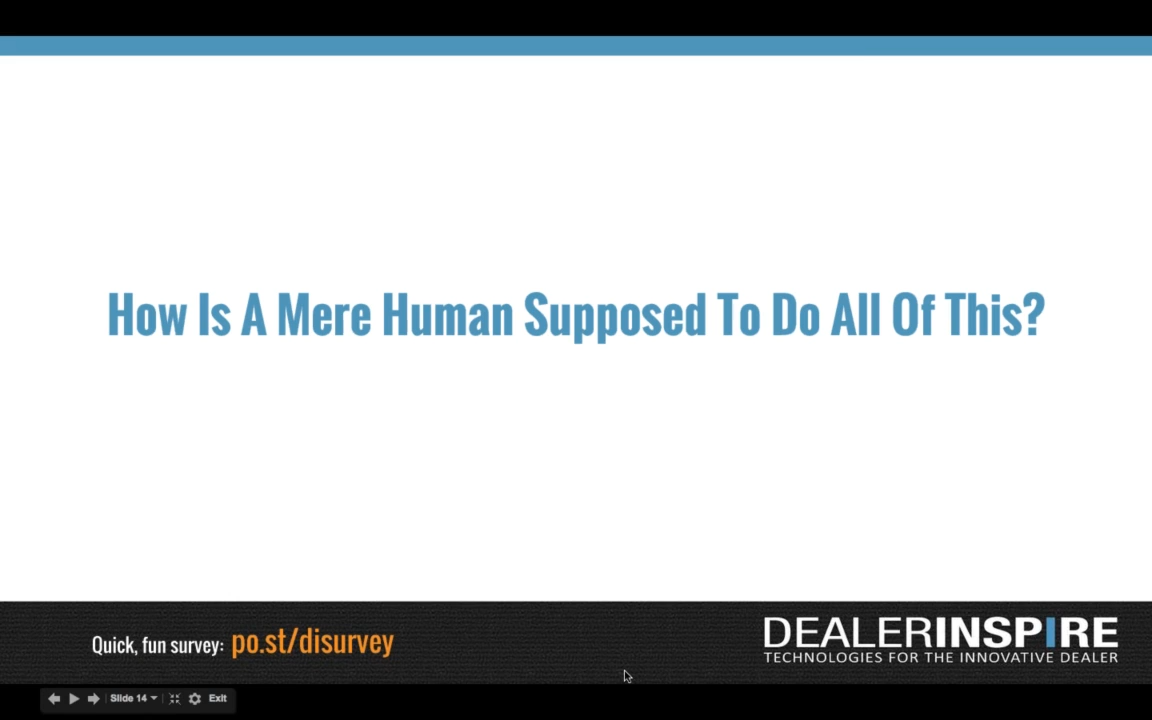 How Is A Mere Human Supposed To Do All Of This?
Quick, fun survey: po.st/disurvey
DEALERINSPIRE
TECHNOLOGIES FOR THE INNOVATIVE DEALER
Slide 14
Exit